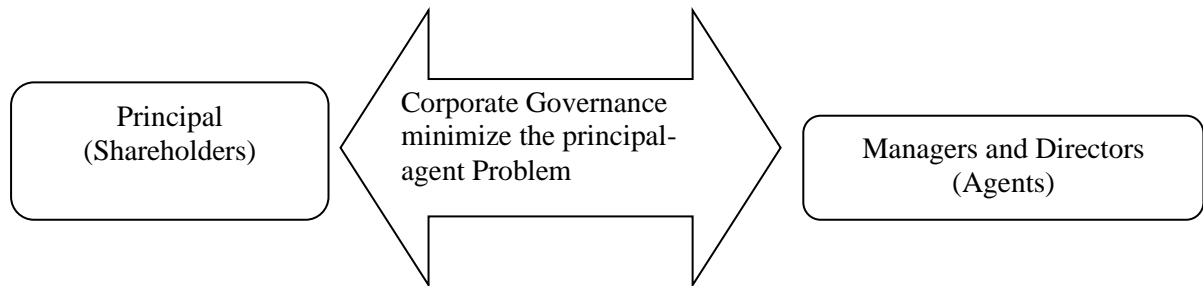 Principal
(Shareholders)
Corporate Governance
minimize the principal-
agent Problem
Managers and Directors
(Agents)